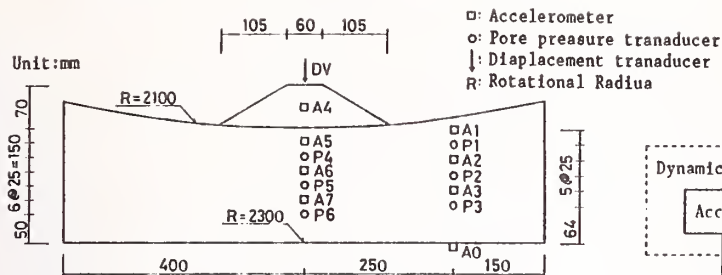 105 60 105
□: Accelerometer
○: Pore preasure tranaducer
↓: Diaplacement tranaducer
R: Rotational Radiua
Unit:mm
DV
R=2100
A4
70
6@25=150
50
A5
P4
A6
P5
A7
P6
A1
P1
A2
P2
A3
P3
5@25
64
R=2300
A0
400 250 150
Dynamic
Acc